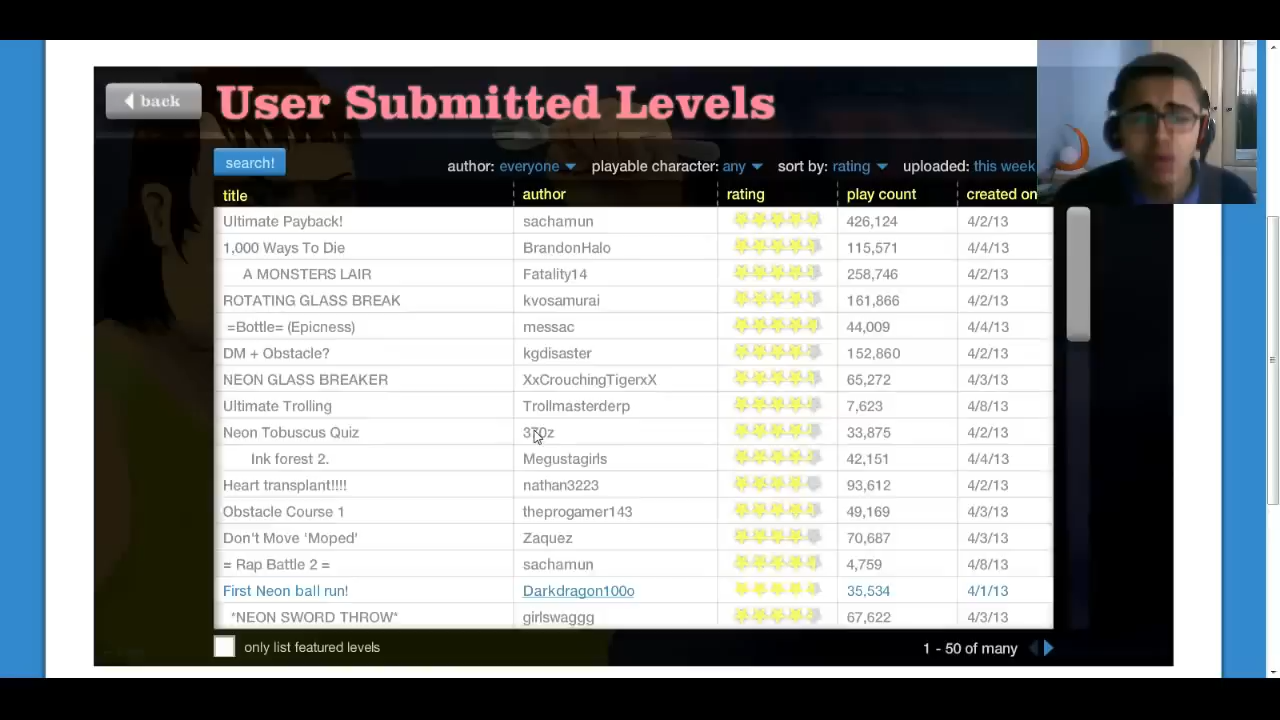 back
User Submitted Levels
search!
author: everyone playable character: any sort by: rating uploaded: this week
title author rating play count created on
Ultimate Payback! sachamun 426,124 4/2/13
1,000 Ways To Die BrandonHalo 115,571 4/4/13
A MONSTERS LAIR Fatality14 258,746 4/2/13
ROTATING GLASS BREAK kvosamurai 161,866 4/2/13
=Bottle= (Epicness) messac 44,009 4/4/13
DM + Obstacle? kgdisaster 152,860 4/2/13
NEON GLASS BREAKER XxCrouchingTigerxX 65,272 4/3/13
Ultimate Trolling Trollmasterderp 7,623 4/8/13
Neon Tobuscus Quiz 33,875 4/2/13
Ink forest 2. Megustagirls 42,151 4/4/13
Heart transplant!!!! nathan3223 93,612 4/2/13
Obstacle Course 1 theprogamer143 49,169 4/3/13
Don't Move 'Moped' Zaquez 70,687 4/3/13
= Rap Battle 2 = sachamun 4,759 4/8/13
First Neon ball run! Darkdragon100o 35,534 4/1/13
*NEON SWORD THROW* girlswaggg 67,622 4/3/13
only list featured levels 1 - 50 of many